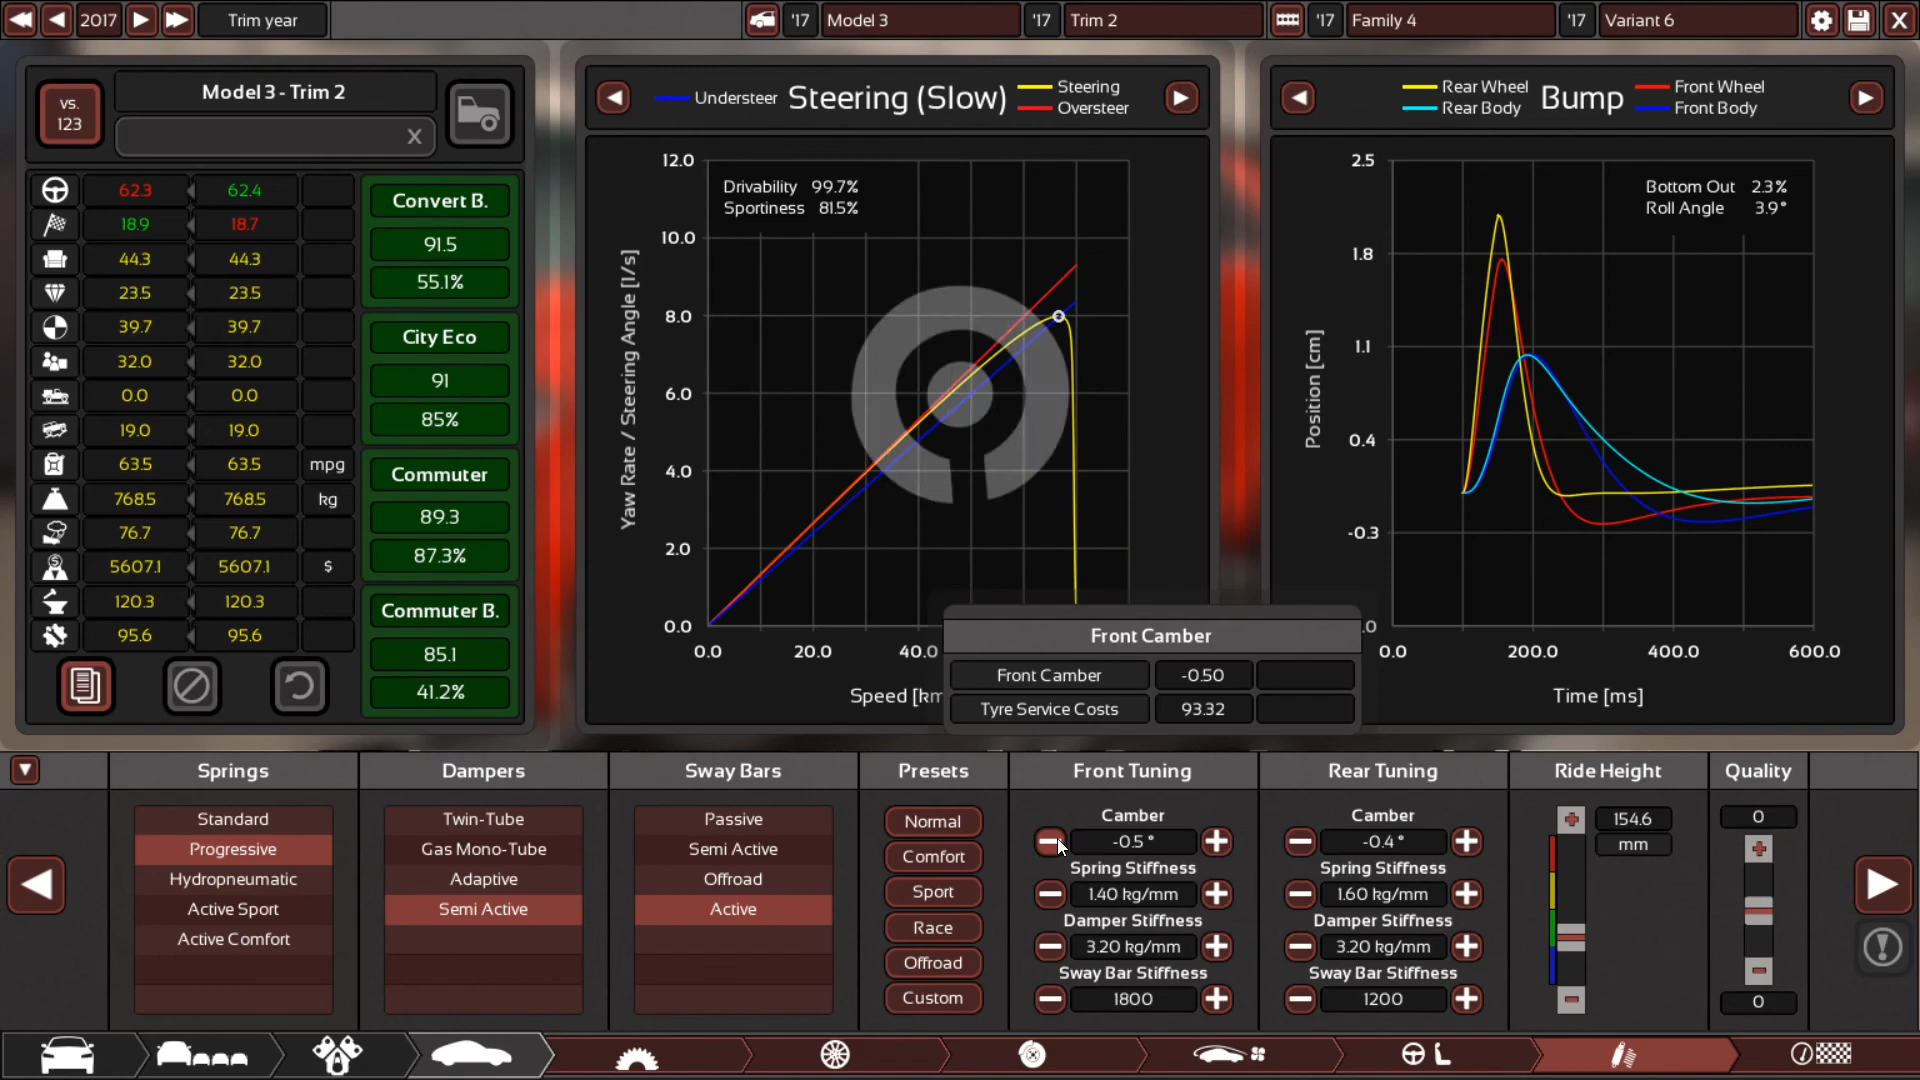 2017
Trim year
'17
Model 3
'17
Trim 2
'17
Family 4
'17
Variant 6
X
vs.
123
Model 3 - Trim 2
X
62.3 62.4
18.9 18.7
44.3 44.3
23.5 23.5
39.7 39.7
32.0 32.0
0.0 0.0
19.0 19.0
63.5 63.5 mpg
768.5 768.5 kg
76.7 76.7
5607.1 5607.1 $
120.3 120.3
95.6 95.6
Convert B.
91.5
55.1%
City Eco
91
85%
Commuter
89.3
87.3%
Commuter B.
85.1
41.2%
Understeer
Steering (Slow)
Steering
Oversteer
Drivability 99.7%
Sportiness 81.5%
Yaw Rate / Steering Angle [1/s]
12.0
10.0
8.0
6.0
4.0
2.0
0.0
0.0 20.0 40.0
Speed [km
Rear Wheel
Rear Body
Bump
Front Wheel
Front Body
Bottom Out 2.3%
Roll Angle 3.9°
Position [cm]
2.5
1.8
1.1
0.4
-0.3
.0
0.0 200.0 400.0 600.0
Time [ms]
Front Camber
Front Camber -0.50
Tyre Service Costs 93.32
Springs
Standard
Progressive
Hydropneumatic
Active Sport
Active Comfort
Dampers
Twin-Tube
Gas Mono-Tube
Adaptive
Semi Active
Sway Bars
Passive
Semi Active
Offroad
Active
Presets
Normal
Comfort
Sport
Race
Offroad
Custom
Front Tuning
Camber
-0.5 °
Spring Stiffness
1.40 kg/mm
Damper Stiffness
3.20 kg/mm
Sway Bar Stiffness
1800
Rear Tuning
Camber
-0.4 °
Spring Stiffness
1.60 kg/mm
Damper Stiffness
3.20 kg/mm
Sway Bar Stiffness
1200
Ride Height
154.6
mm
Quality
0
0